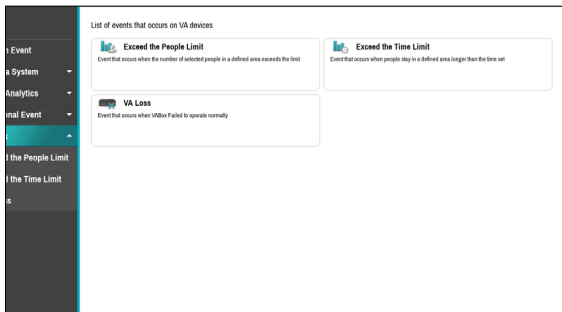 List of events that occurs on VA devices
Exceed the People Limit
Event that occurs when the number of selected people in a defined area exceeds the limit
Exceed the Time Limit
Event that occurs when people stay in a defined area longer than the time set
VA Loss
Event that occurs when VABox Failed to operate normally
Event
System
Analytics
Event
the People Limit
the Time Limit